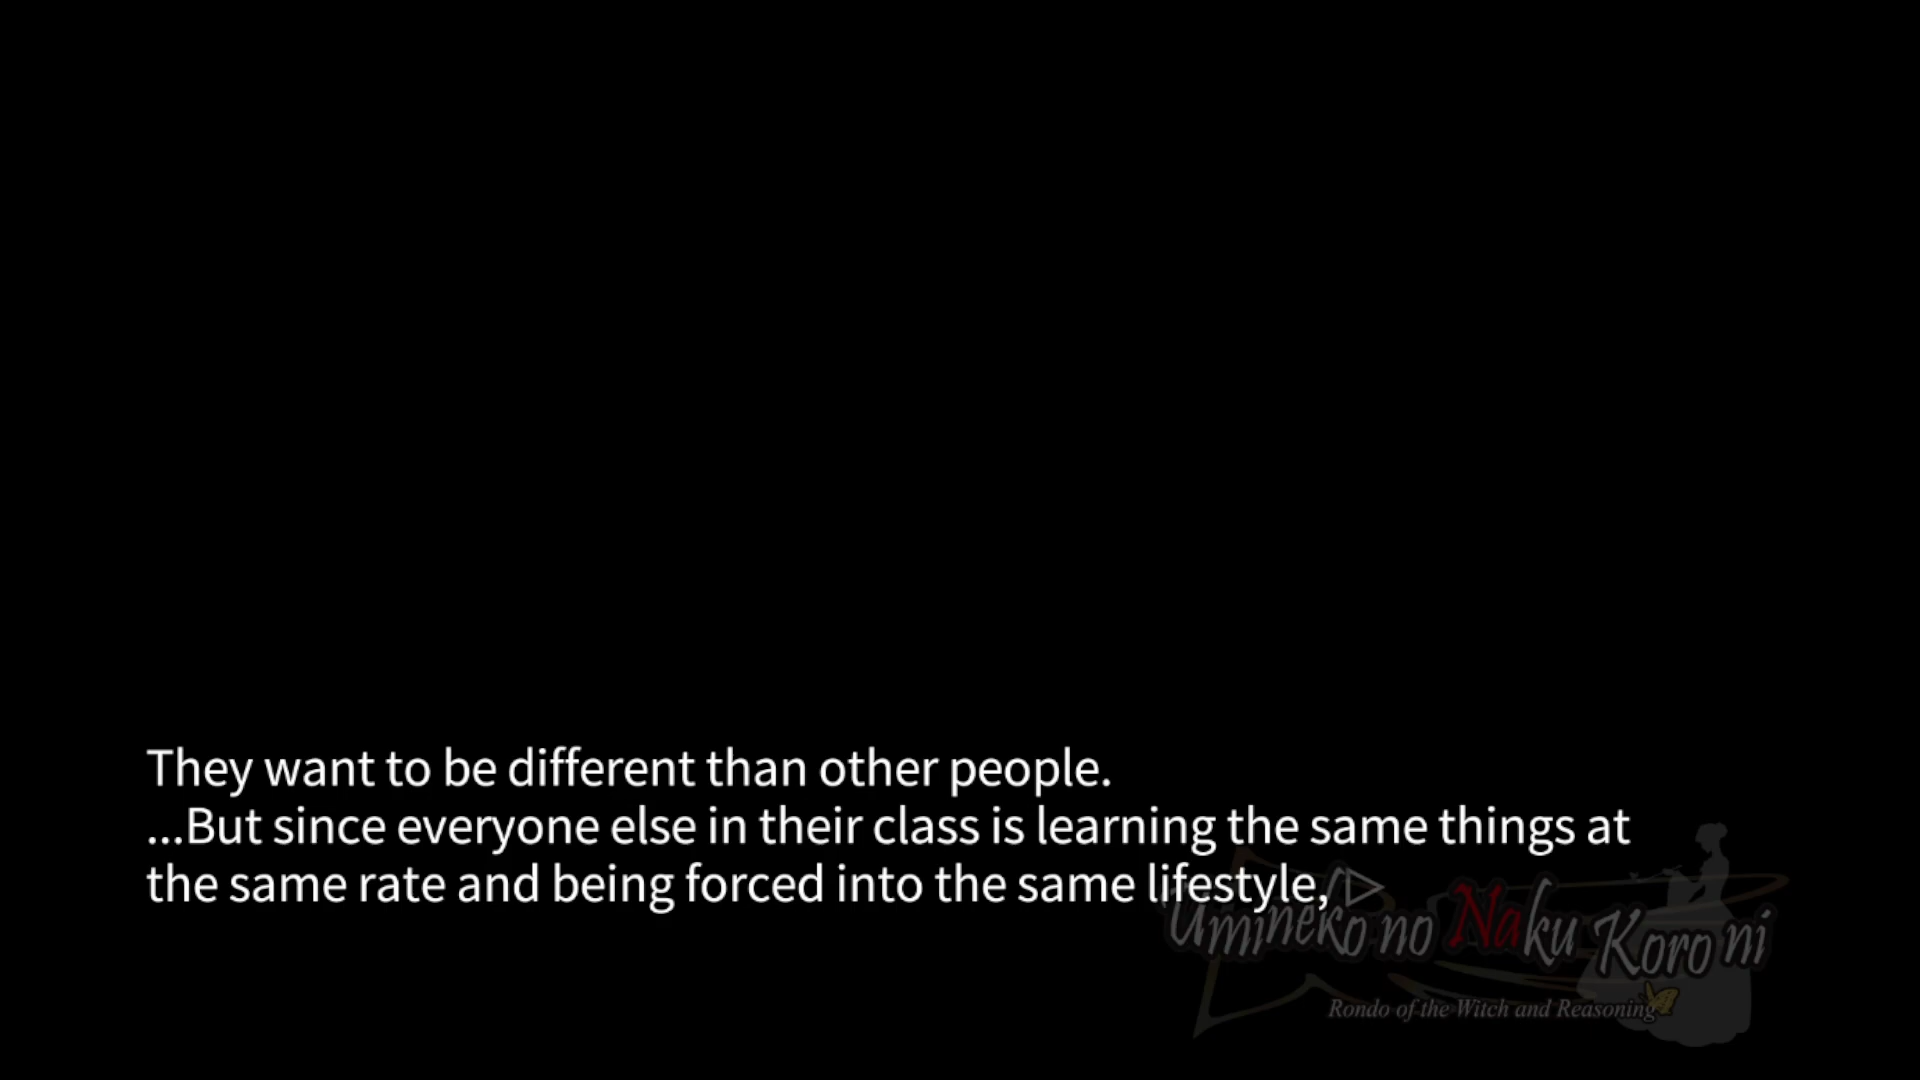 They want to be different than other people.
...But since everyone else in their class is learning the same things at
the same rate and being forced into the same lifestyle,
Umineko no Naku Koro ni
Rondo of the Witch and Reasoning